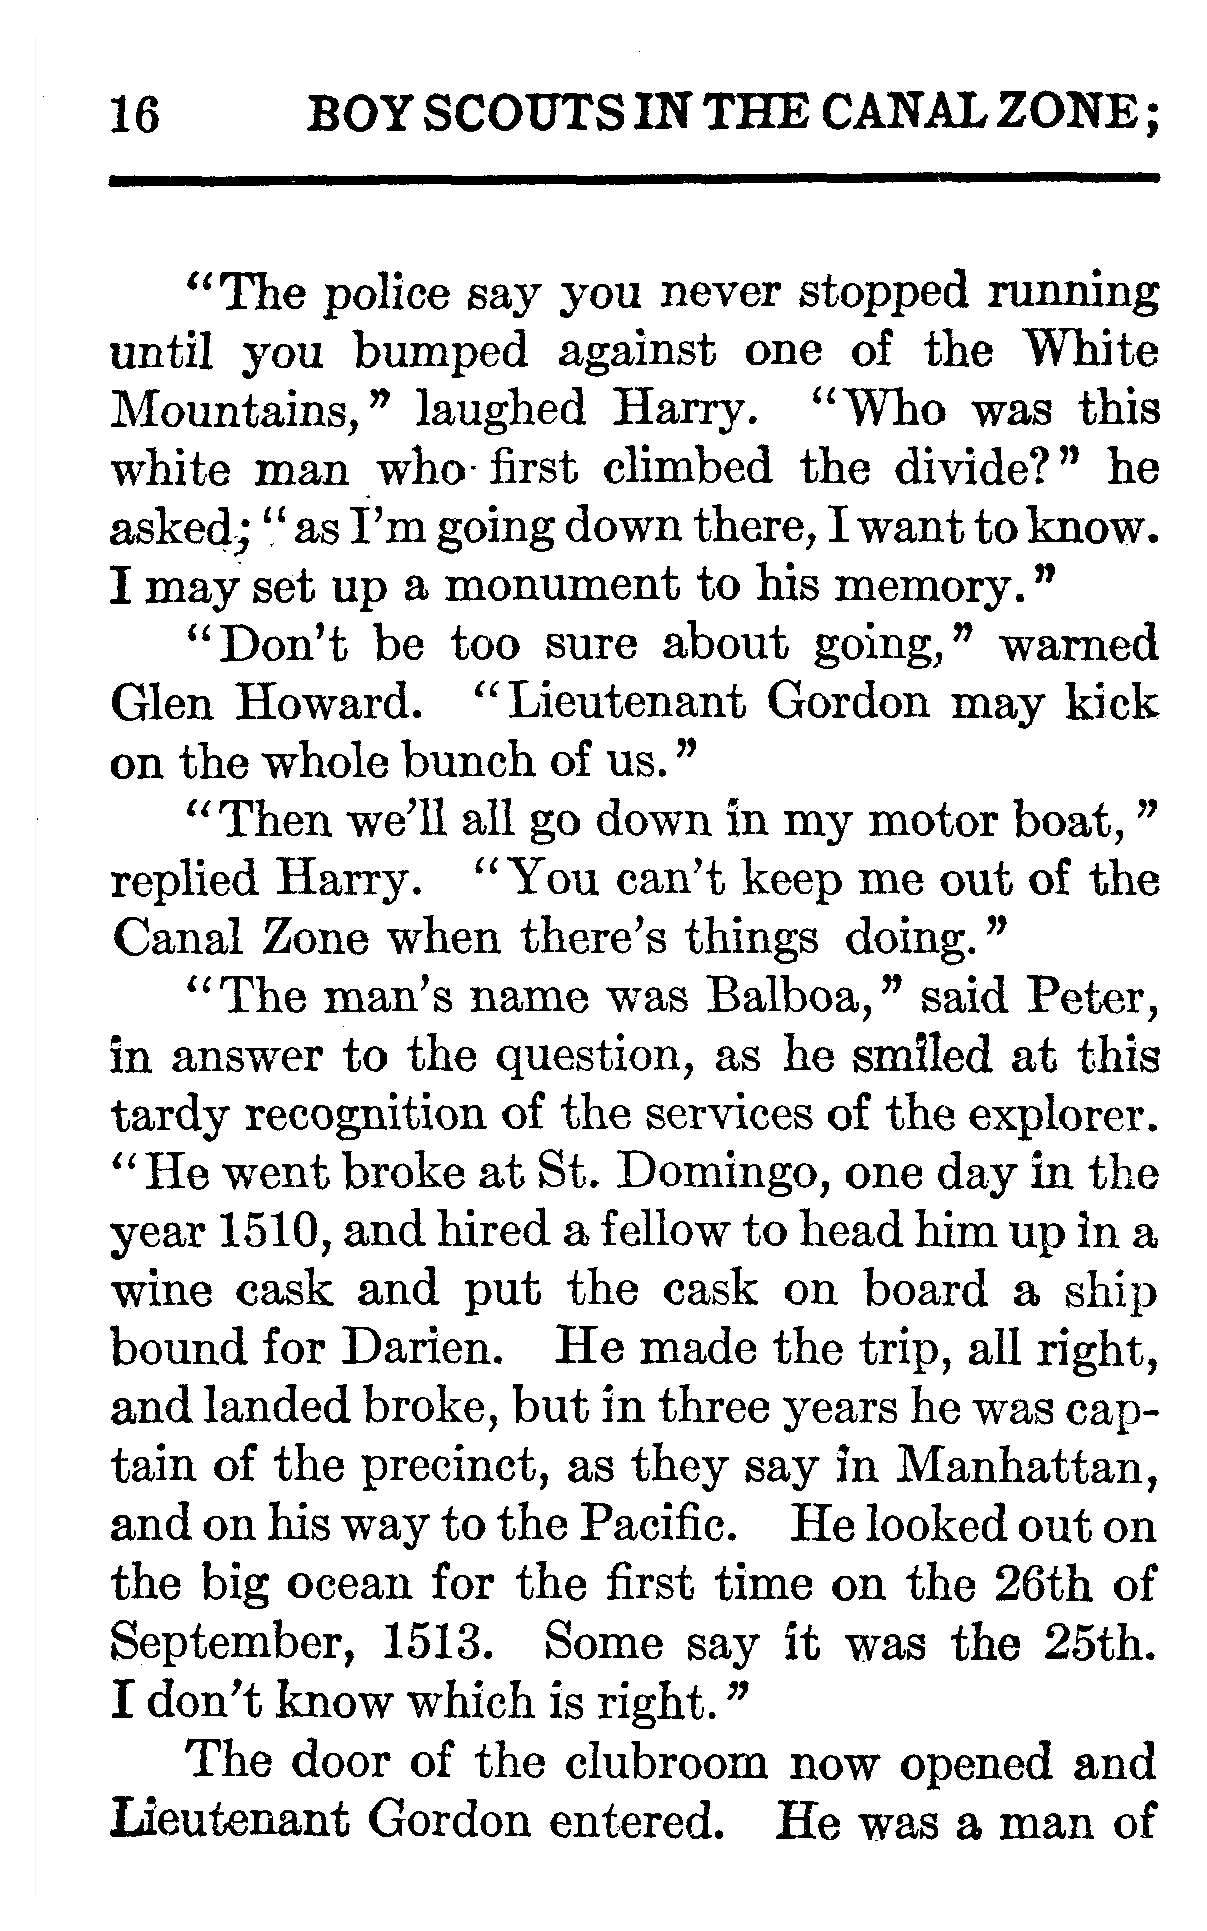 16 BOY SCOUTS IN THE CANAL ZONE;
"The police say you never stopped running
until you bumped against one of the White
Mountains," laughed Harry. "Who was this
white man who first climbed the divide?" he
asked; "as I'm going down there, I want to know.
I may set up a monument to his memory."
"Don't be too sure about going," warned
Glen Howard. "Lieutenant Gordon may kick
on the whole bunch of us."
"Then we'll all go down in my motor boat,"
replied Harry. "You can't keep me out of the
Canal Zone when there's things doing."
"The man's name was Balboa," said Peter,
in answer to the question, as he smiled at this
tardy recognition of the services of the explorer.
"He went broke at St. Domingo, one day in the
year 1510, and hired a fellow to head him up in a
wine cask and put the cask on board a ship
bound for Darien. He made the trip, all right,
and landed broke, but in three years he was cap-
tain of the precinct, as they say in Manhattan,
and on his way to the Pacific. He looked out on
the big ocean for the first time on the 26th of
September, 1513. Some say it was the 25th.
I don't know which is right."
The door of the clubroom now opened and
Lieutenant Gordon entered. He was a man of